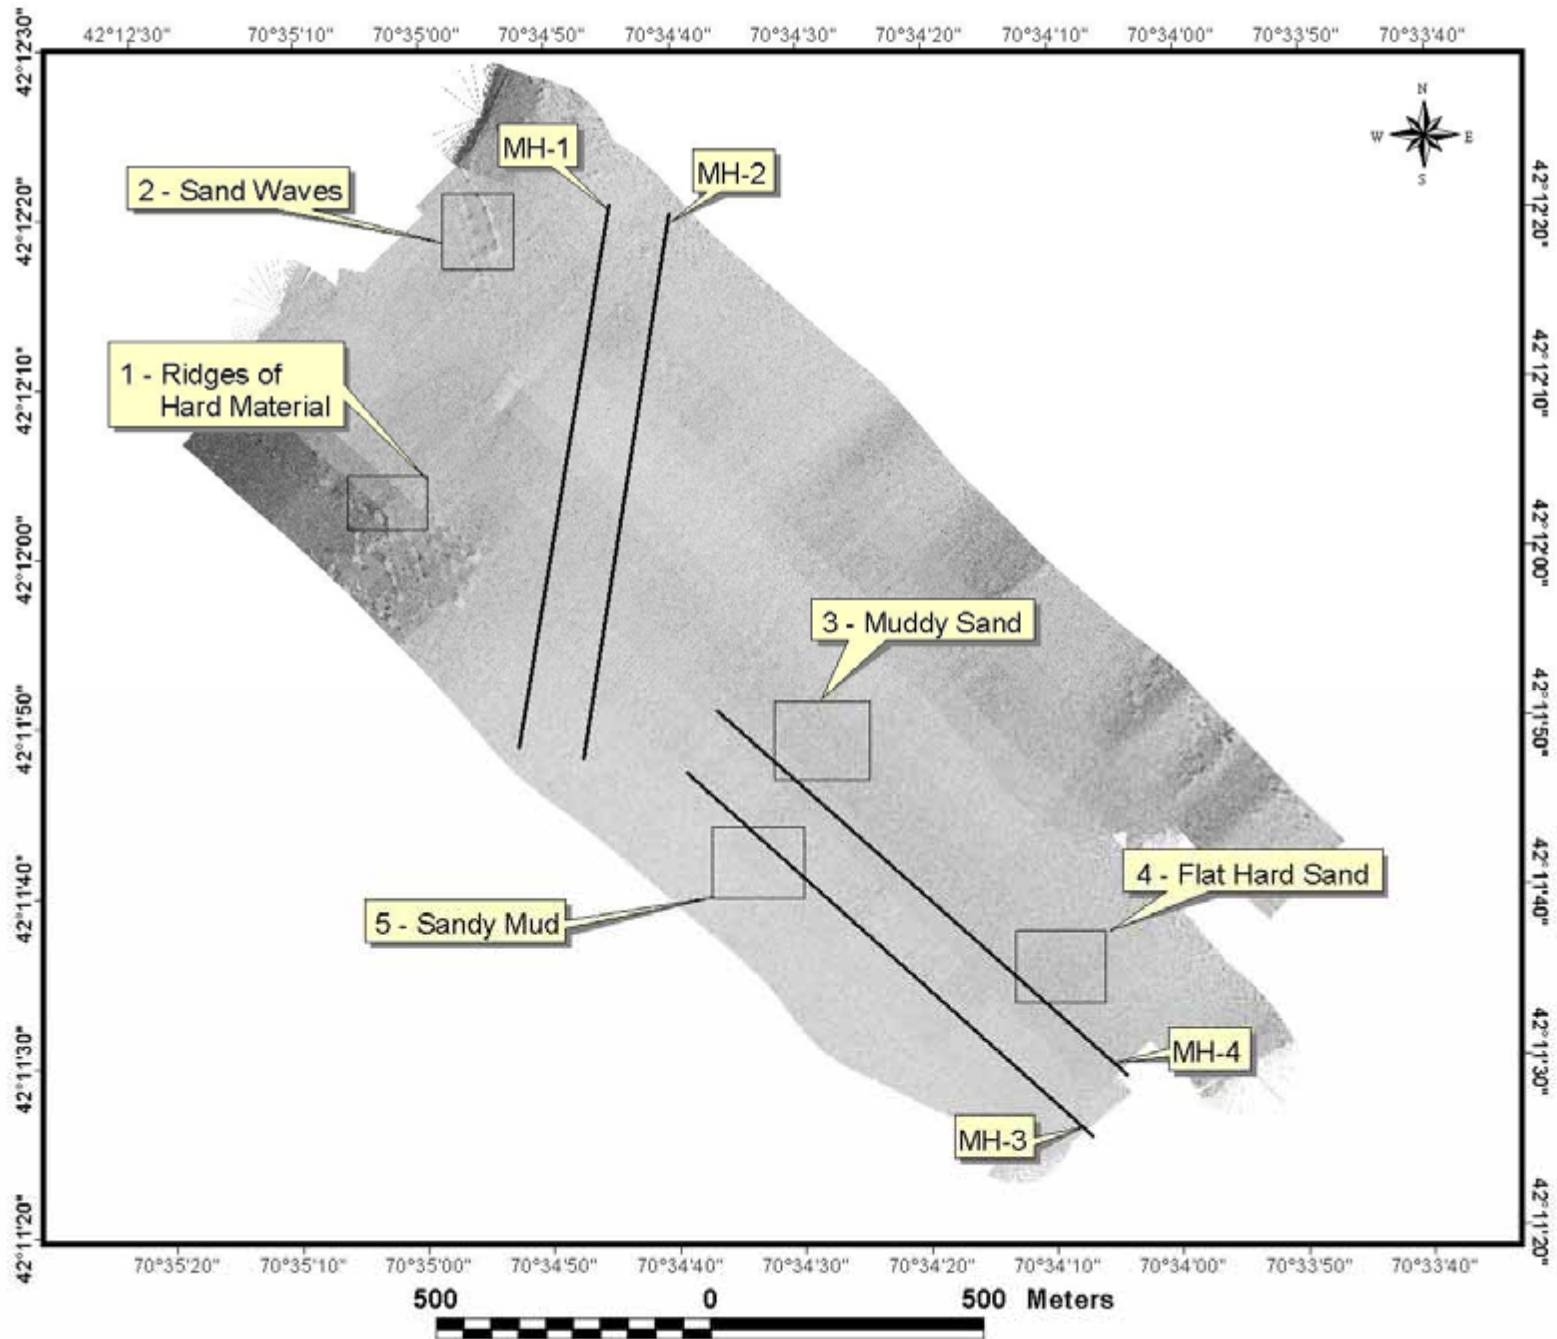 42°12'30" 70°35'10" 70°35'00" 70°34'50" 70°34'40" 70°34'30" 70°34'20" 70°34'10" 70°34'00" 70°33'50" 70°33'40"
42°12'30"
42°12'20"
42°12'10"
42°12'00"
42°11'50"
42°11'40"
42°11'30"
42°11'20"
N
W
E
S
MH-1
MH-2
2 - Sand Waves
1 - Ridges of
Hard Material
3 - Muddy Sand
4 - Flat Hard Sand
5 - Sandy Mud
MH-4
MH-3
42°12'20"
42°12'10"
42°12'00"
42°11'50"
42°11'40"
42°11'30"
42°11'20"
70°35'20" 70°35'10" 70°35'00" 70°34'50" 70°34'40" 70°34'30" 70°34'20" 70°34'10" 70°34'00" 70°33'50" 70°33'40"
500 0 500 Meters